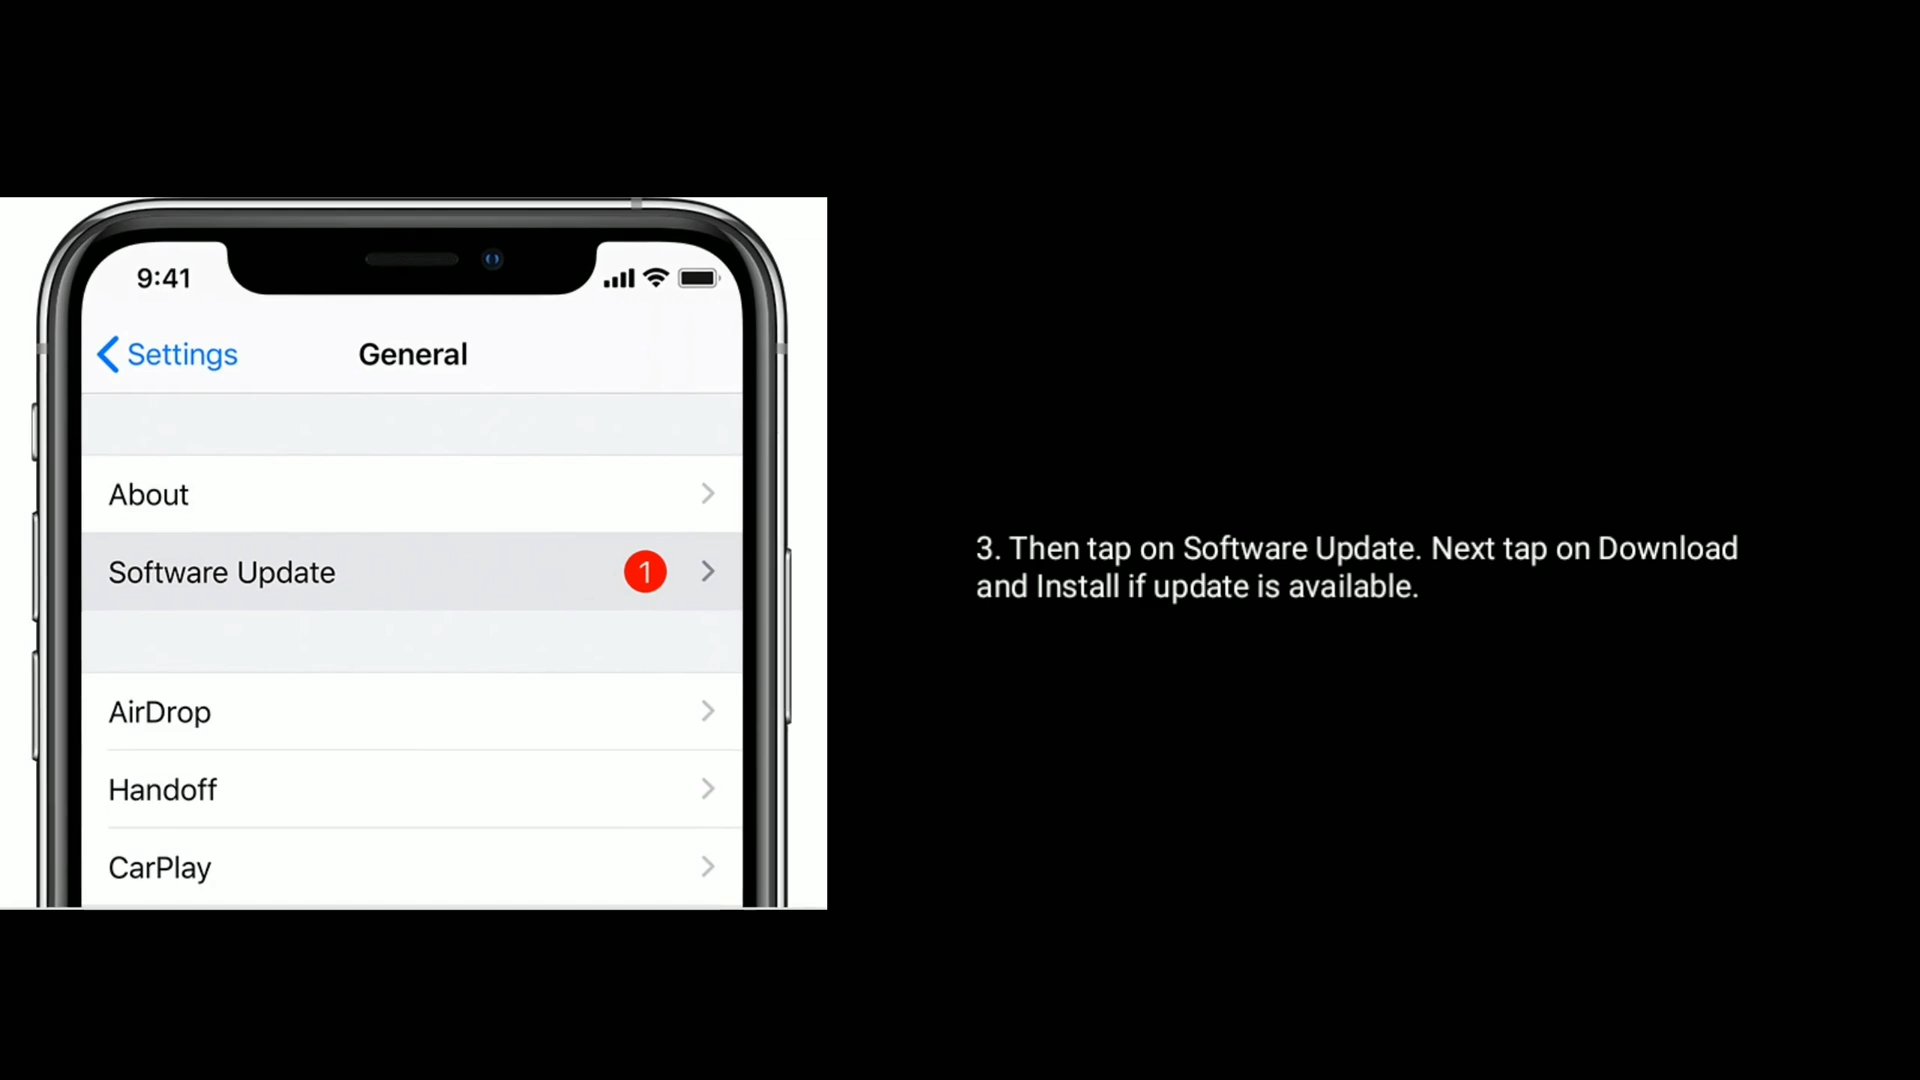 9:41
Settings
General
About
Software Update
1
AirDrop
Handoff
CarPlay
3. Then tap on Software Update. Next tap on Download
and Install if update is available.